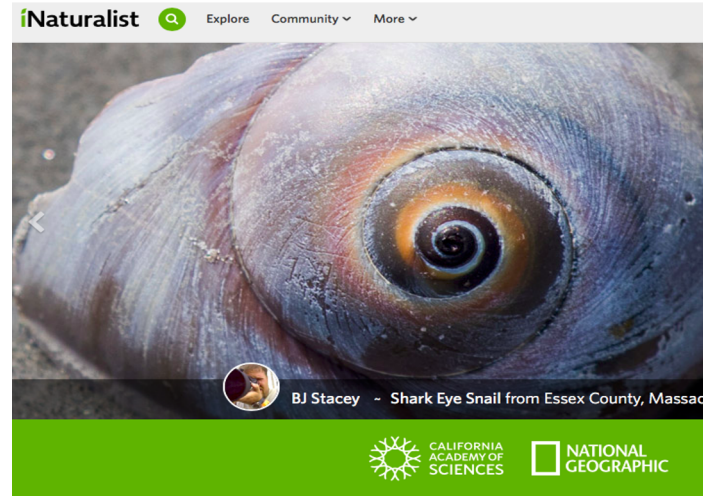 iNaturalist Explore Community More
BJ Stacey ~ Shark Eye Snail from Essex County, Massac
CALIFORNIA
ACADEMY OF
SCIENCES
NATIONAL
GEOGRAPHIC